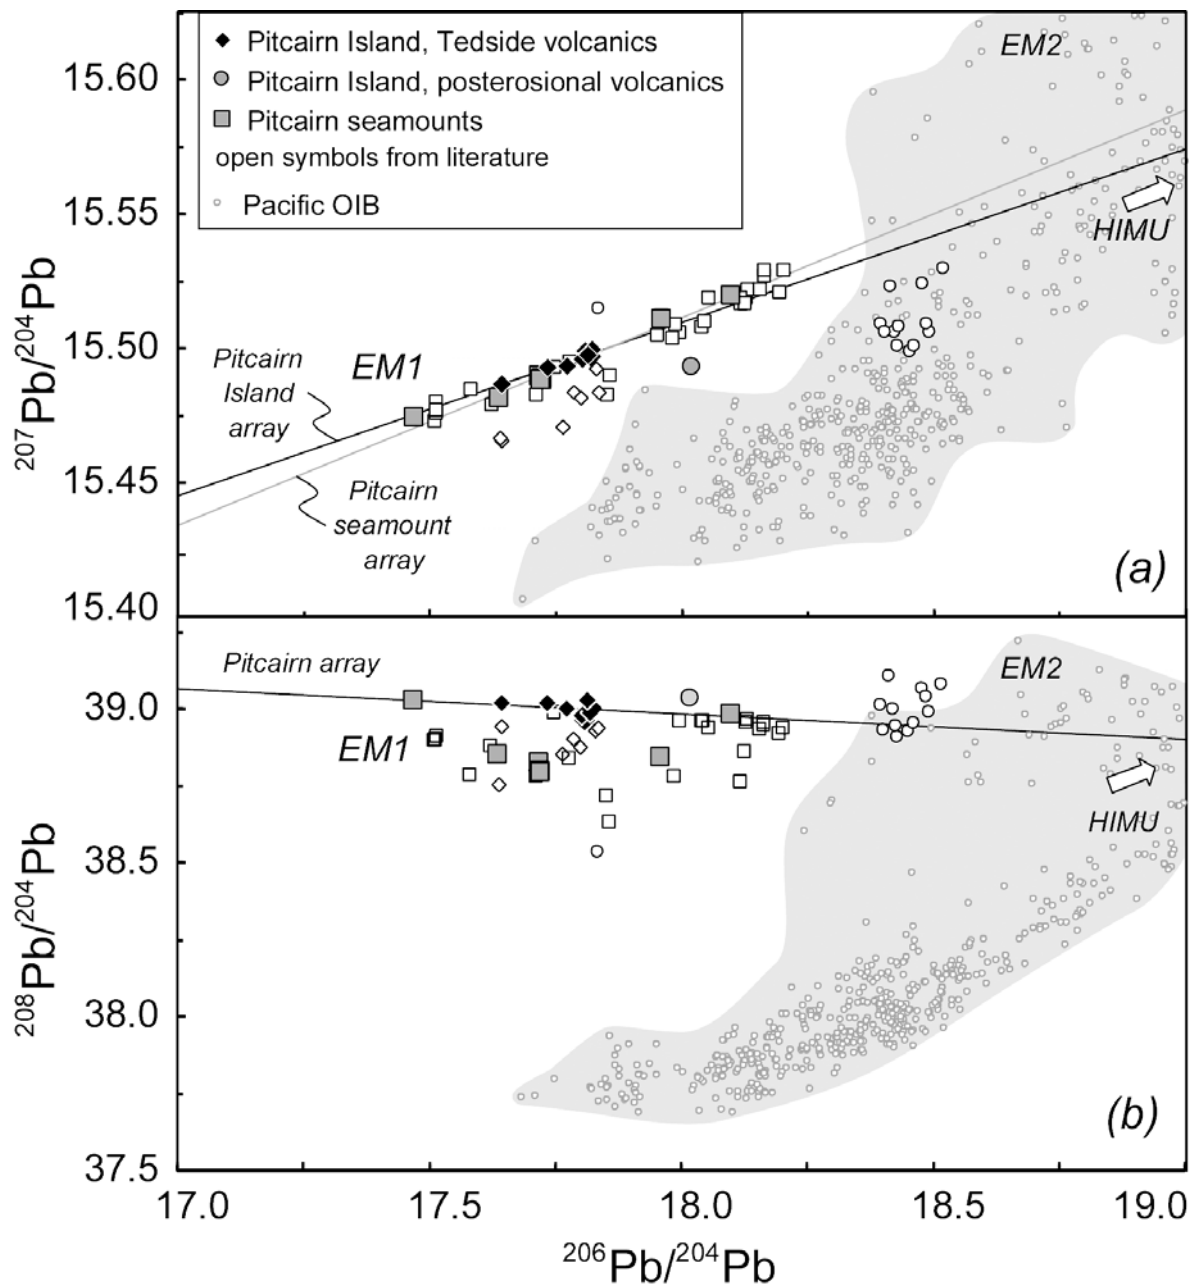 Pitcairn Island, Tedside volcanics
Pitcairn Island, posterosional volcanics
Pitcairn seamounts
open symbols from literature
Pacific OIB
EM2
HIMU
EM1
Pitcairn
Island
array
Pitcairn
seamount
array
(a)
15.60
15.55
15.50
15.45
15.40
²⁰⁷Pb/²⁰⁴Pb
Pitcairn array
EM2
EM1
HIMU
(b)
39.0
38.5
38.0
37.5
²⁰⁸Pb/²⁰⁴Pb
17.0
17.5
18.0
18.5
19.0
²⁰⁶Pb/²⁰⁴Pb